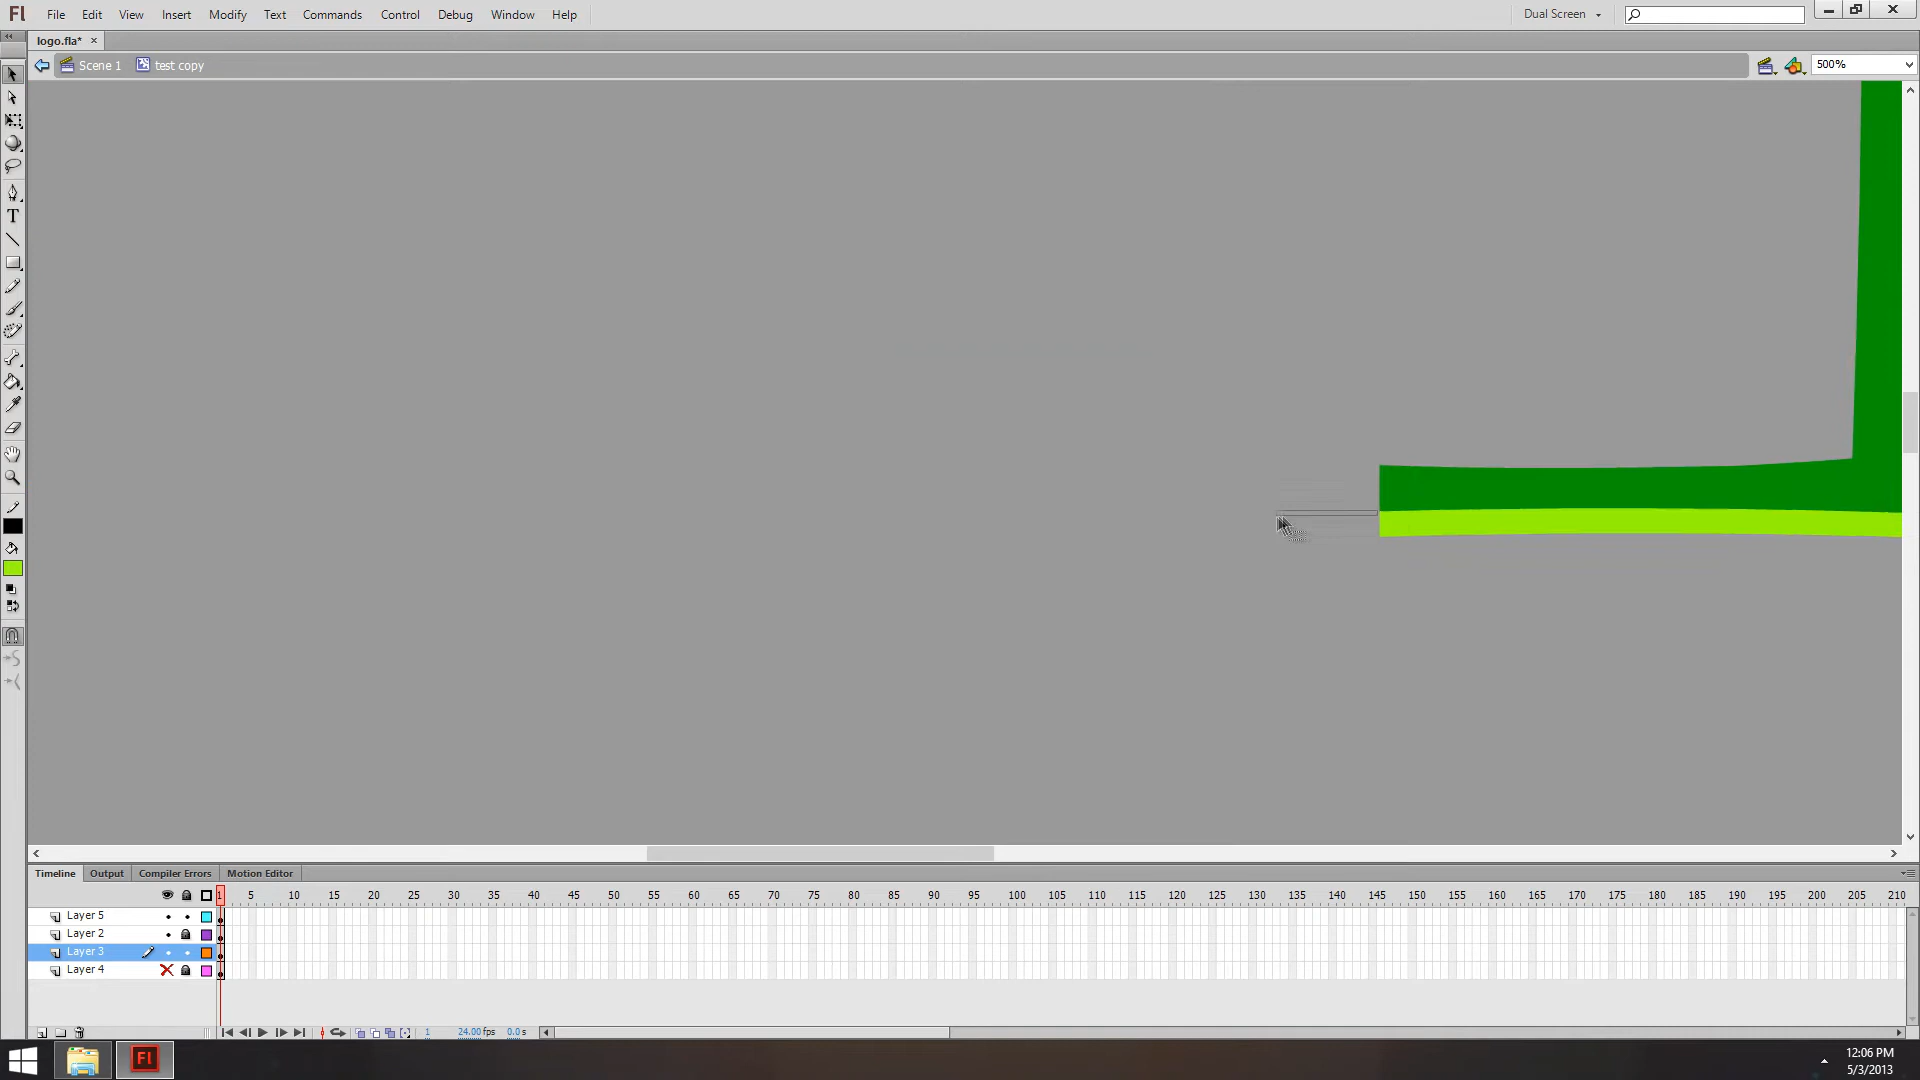 Fl File Edit View Insert Modify Text Commands Control Debug Window Help Dual Screen
logo.fla* ×
Scene 1 test copy 500%
T
Timeline Output Compiler Errors Motion Editor
1 5 10 15 20 25 30 35 40 45 50 55 60 65 70 75 80 85 90 95 100 105 110 115 120 125 130 135 140 145 150 155 160 165 170 175 180 185 190 195 200 205 210
Layer 5
Layer 2
Layer 3
Layer 4
1 24.00 fps 0.0 s
Fl
12:06 PM
5/3/2013